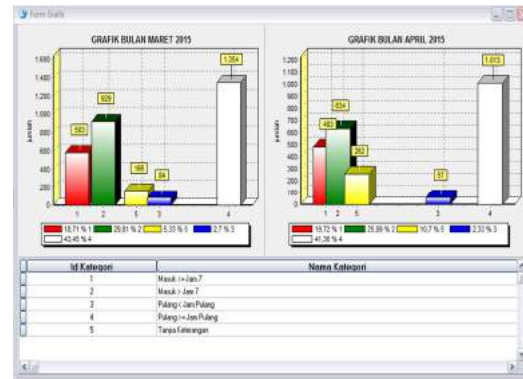 Form Grafik
GRAFIK BULAN MARET 2015
1.600
1.400
1.200
1.000
800
600
400
200
0
jumlah
583
929
166
84
1.354
1 2 5 3 4
18,71 % 1 29,81 % 2 5,33 % 5 2,7 % 3
43,45 % 4
GRAFIK BULAN APRIL 2015
1.200
1.100
1.000
900
800
700
600
500
400
300
200
100
0
jumlah
483
634
262
57
1.013
1 2 5 3 4
19,72 % 1 25,89 % 2 10,7 % 5 2,33 % 3
41,36 % 4
Id Kategori Nama Kategori
1 Masuk <= Jam 7
2 Masuk > Jam 7
3 Pulang < Jam Pulang
4 Pulang >= Jam Pulang
5 Tanpa Keterangan